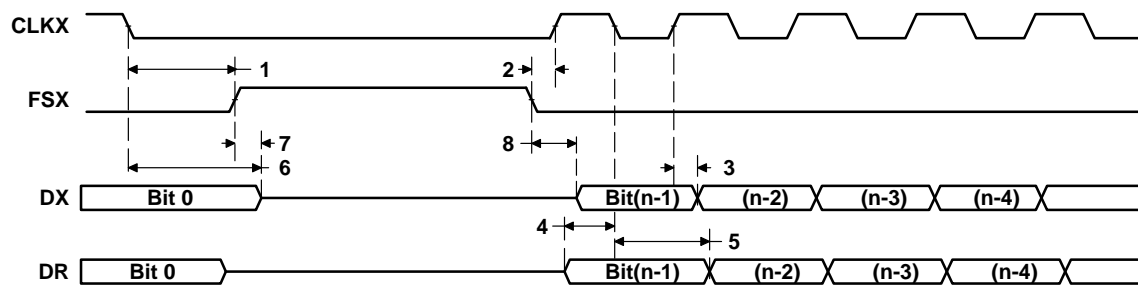 CLKX
1
2
FSX
7
8
6
3
DX
Bit 0
Bit(n-1)
(n-2)
(n-3)
(n-4)
4
5
DR
Bit 0
Bit(n-1)
(n-2)
(n-3)
(n-4)